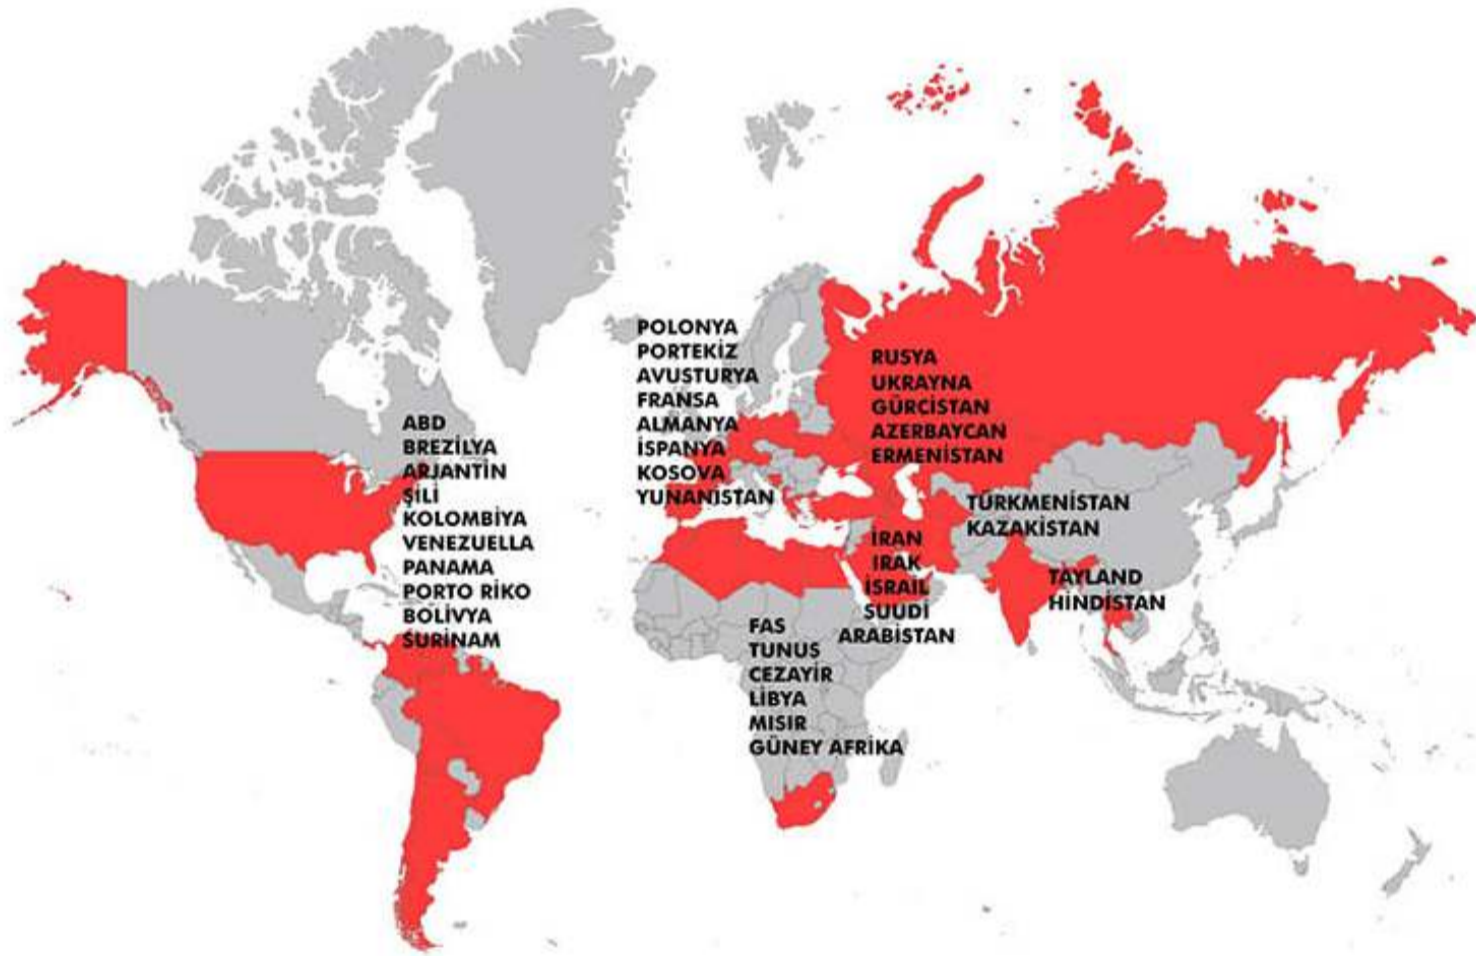 ABD
BREZİLYA
ARJANTİN
ŞİLİ
KOLOMBİYA
VENEZUELLA
PANAMA
PORTO RİKO
BOLİVYA
SURİNAM
POLONYA
PORTEKİZ
AVUSTURYA
FRANSA
ALMANYA
İSPANYA
KOSOVA
YUNANISTAN
RUSYA
UKRAYNA
GÜRCİSTAN
AZERBAYCAN
ERMENİSTAN
TÜRKMENİSTAN
KAZAKİSTAN
İRAN
IRAK
İSRAİL
SUUDİ
ARABİSTAN
TAYLAND
HİNDİSTAN
FAS
TUNUS
CEZAYİR
LİBYA
MISIR
GÜNEY AFRİKA